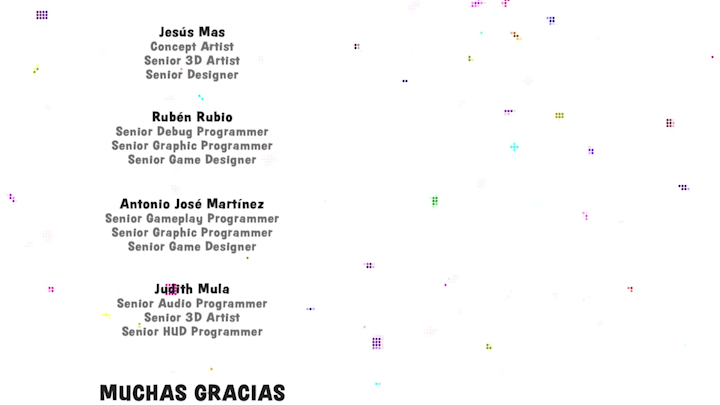 Jesús Mas
Concept Artist
Senior 3D Artist
Senior Designer
Rubén Rubio
Senior Debug Programmer
Senior Graphic Programmer
Senior Game Designer
Antonio José Martínez
Senior Gameplay Programmer
Senior Graphic Programmer
Senior Game Designer
Judith Mula
Senior Audio Programmer
Senior 3D Artist
Senior HUD Programmer
MUCHAS GRACIAS